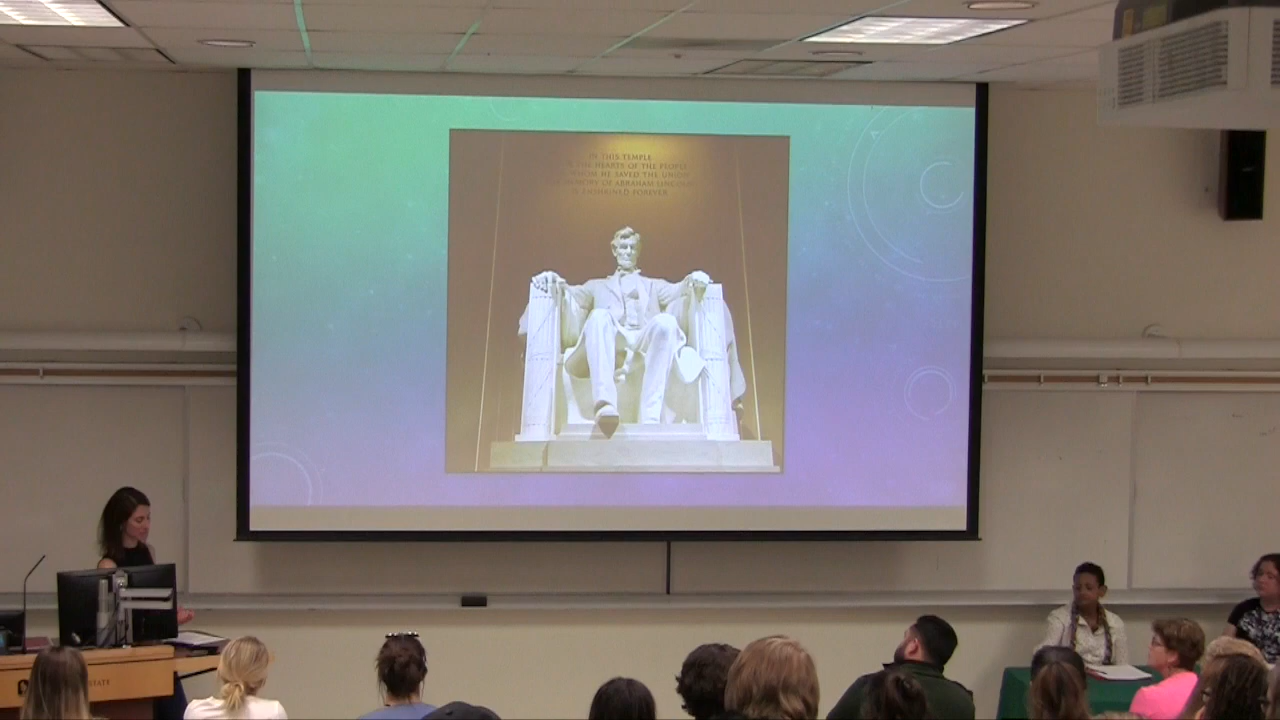 IN THIS TEMPLE
THE HEARTS OF THE PEOPLE
WHOM HE SAVED THE UNION
MEMORY OF ABRAHAM LINCOLN
IS ENSHRINED FOREVER
STATE